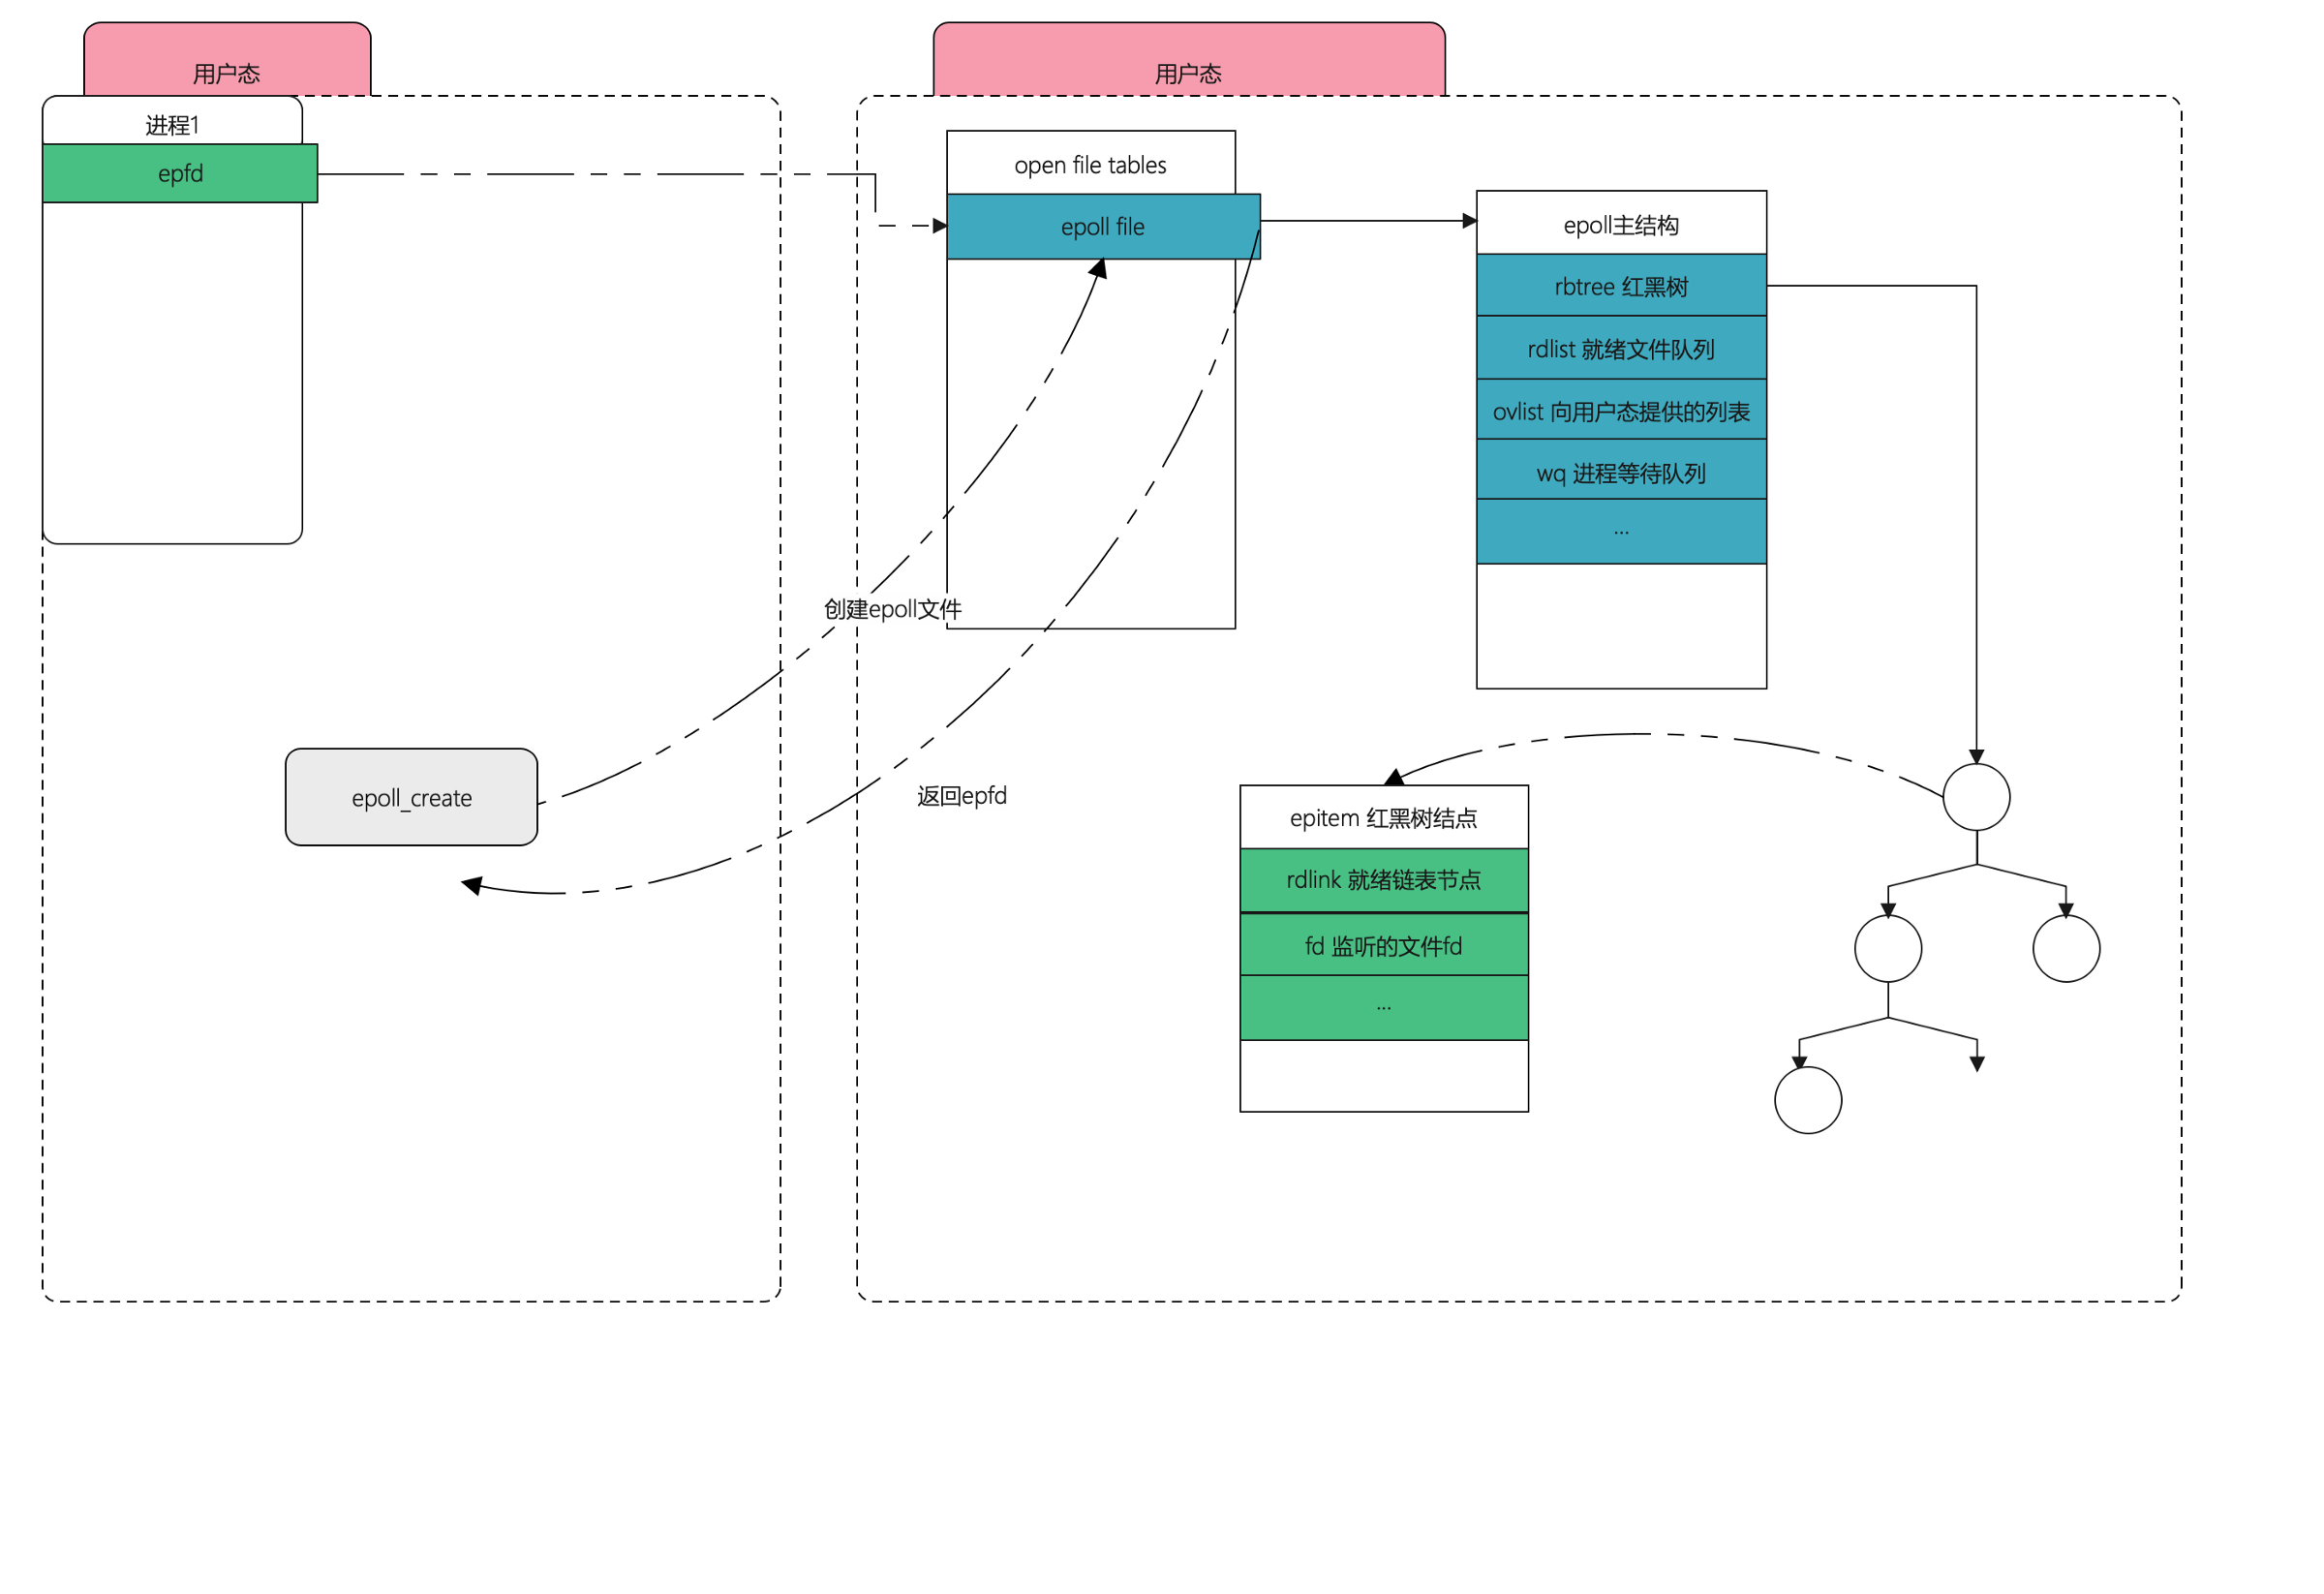 用户态
用户态
进程1
epfd
open file tables
epoll file
epoll主结构
rbtree 红黑树
rdlist 就绪文件队列
ovlist 向用户态提供的列表
wq 进程等待队列
...
创建epoll文件
epoll_create
返回epfd
epitem 红黑树结点
rdlink 就绪链表节点
fd 监听的文件fd
...